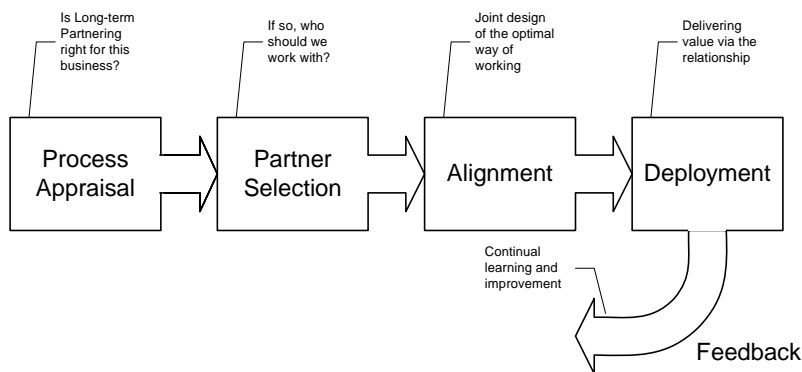 Is Long-term
Partnering
right for this
business?
If so, who
should we
work with?
Joint design
of the optimal
way of
working
Delivering
value via the
relationship
Process
Appraisal
Partner
Selection
Alignment
Deployment
Continual
learning and
improvement
Feedback